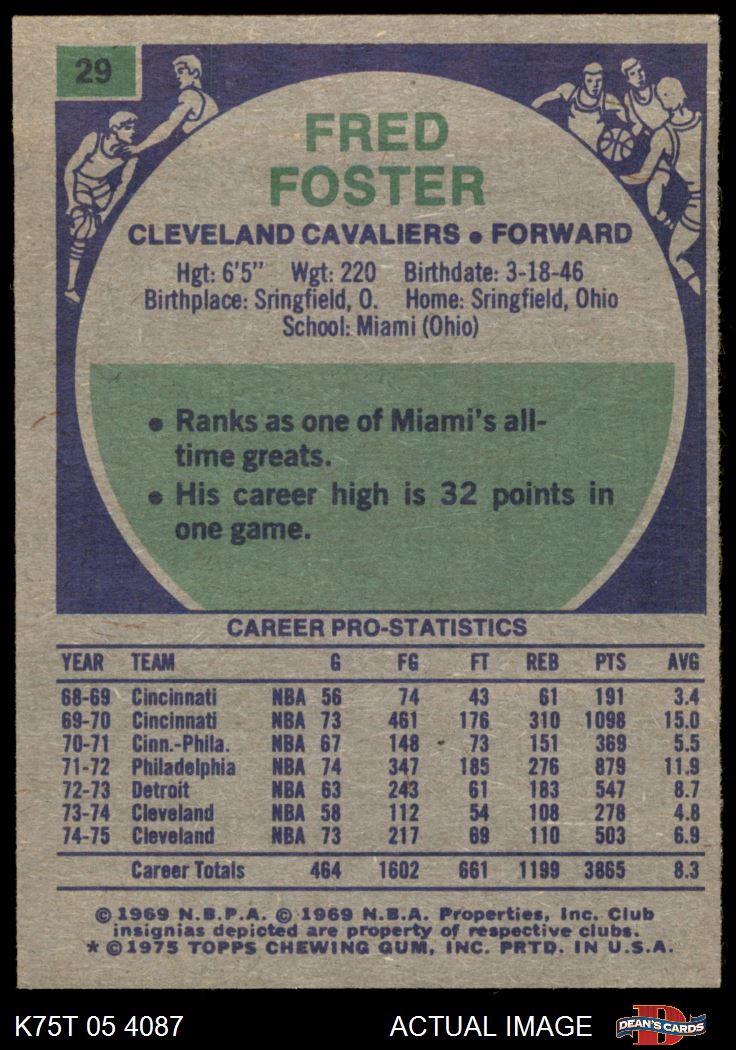 29
FRED
FOSTER
CLEVELAND CAVALIERS • FORWARD
Hgt: 6'5" Wgt: 220 Birthdate: 3-18-46
Birthplace: Sringfield, O. Home: Sringfield, Ohio
School: Miami (Ohio)
• Ranks as one of Miami's all-
time greats.
• His career high is 32 points in
one game.
CAREER PRO-STATISTICS
YEAR TEAM G FG FT REB PTS AVG
68-69 Cincinnati NBA 56 74 43 61 191 3.4
69-70 Cincinnati NBA 73 461 176 310 1098 15.0
70-71 Cinn.-Phila. NBA 67 148 73 151 369 5.5
71-72 Philadelphia NBA 74 347 185 276 879 11.9
72-73 Detroit NBA 63 243 61 183 547 8.7
73-74 Cleveland NBA 58 112 54 108 278 4.8
74-75 Cleveland NBA 73 217 69 110 503 6.9
Career Totals 464 1602 661 1199 3865 8.3
© 1969 N.B.P.A. © 1969 N.B.A. Properties, Inc. Club
insignias depicted are property of respective clubs.
* © 1975 TOPPS CHEWING GUM, INC. PRTD. IN U.S.A.
K75T 05 4087 ACTUAL IMAGE D DEAN'S CARDS